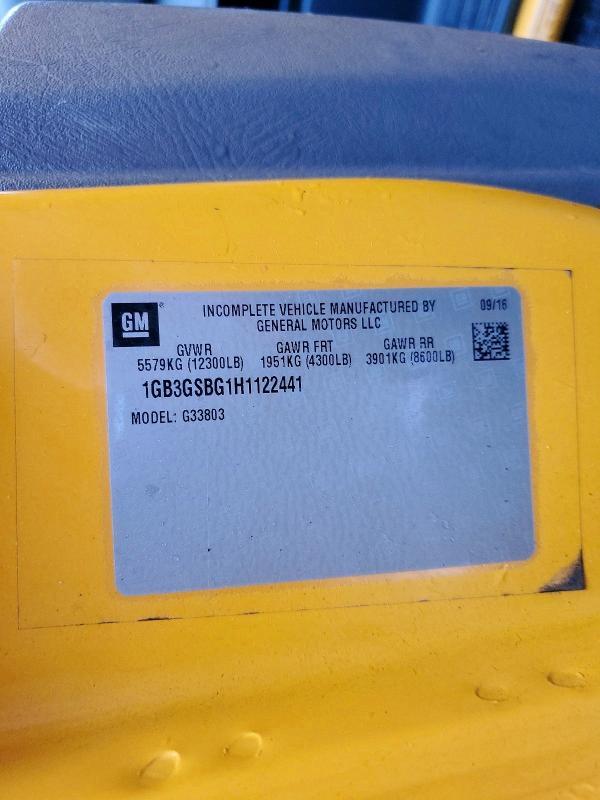 GM
INCOMPLETE VEHICLE MANUFACTURED BY
GENERAL MOTORS LLC
09/16
GVWR GAWR FRT GAWR RR
5579KG (12300LB) 1951KG (4300LB) 3901KG (8600LB)
1GB3GSBG1H1122441
MODEL: G33803